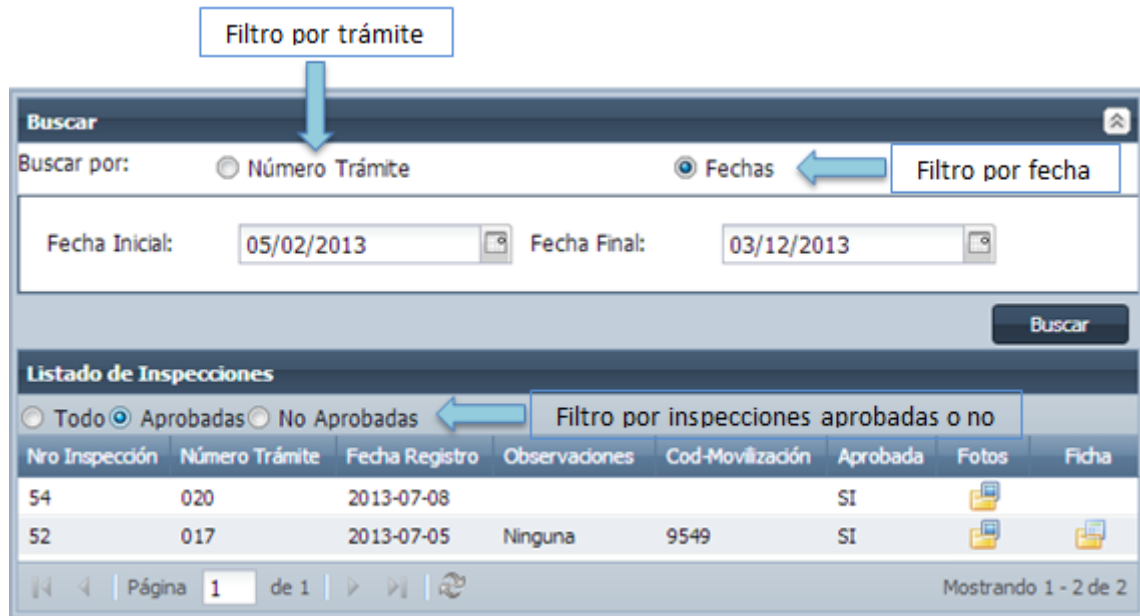 Filtro por trámite
Buscar
Buscar por: Número Trámite Fechas Filtro por fecha
Fecha Inicial: 05/02/2013 Fecha Final: 03/12/2013
Buscar
Listado de Inspecciones
Todo Aprobadas No Aprobadas Filtro por inspecciones aprobadas o no
Nro Inspección Número Trámite Fecha Registro Observaciones Cod-Movilización Aprobada Fotos Ficha
54 020 2013-07-08 SI
52 017 2013-07-05 Ninguna 9549 SI
Página 1 de 1 Mostrando 1 - 2 de 2